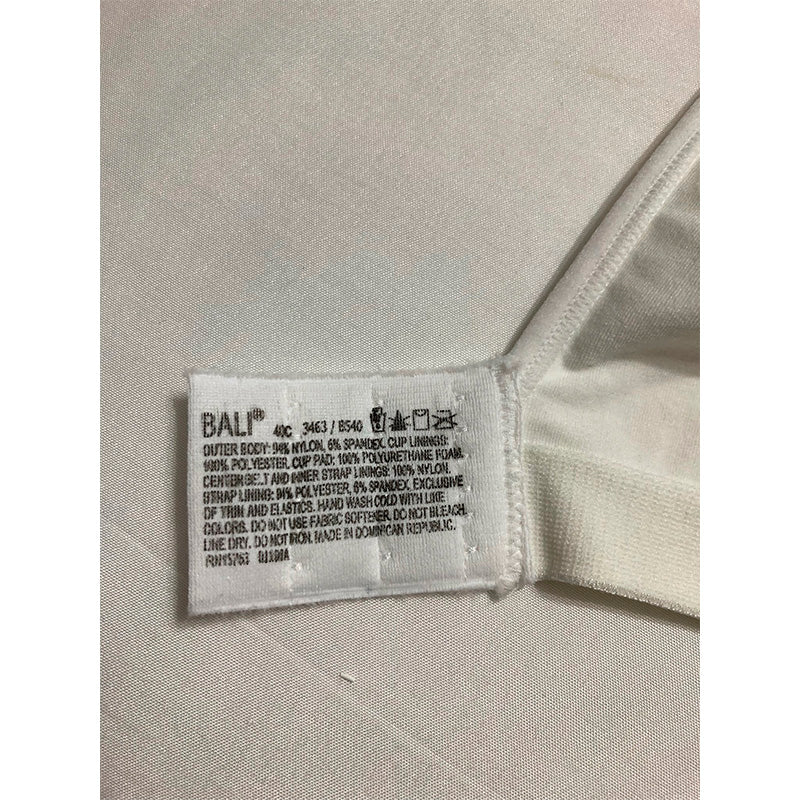 BALI® 40C 3463 / B540
OUTER BODY: 94% NYLON, 6% SPANDEX. CUP LININGS:
100% POLYESTER. CUP PAD: 100% POLYURETHANE FOAM.
CENTER BELT AND INNER STRAP LININGS: 100% NYLON.
STRAP LINING: 91% POLYESTER, 9% SPANDEX. EXCLUSIVE
OF TRIM AND ELASTICS. HAND WASH COLD WITH LIKE
COLORS. DO NOT USE FABRIC SOFTENER. DO NOT BLEACH.
LINE DRY. DO NOT IRON. MADE IN DOMINICAN REPUBLIC.
RN15763